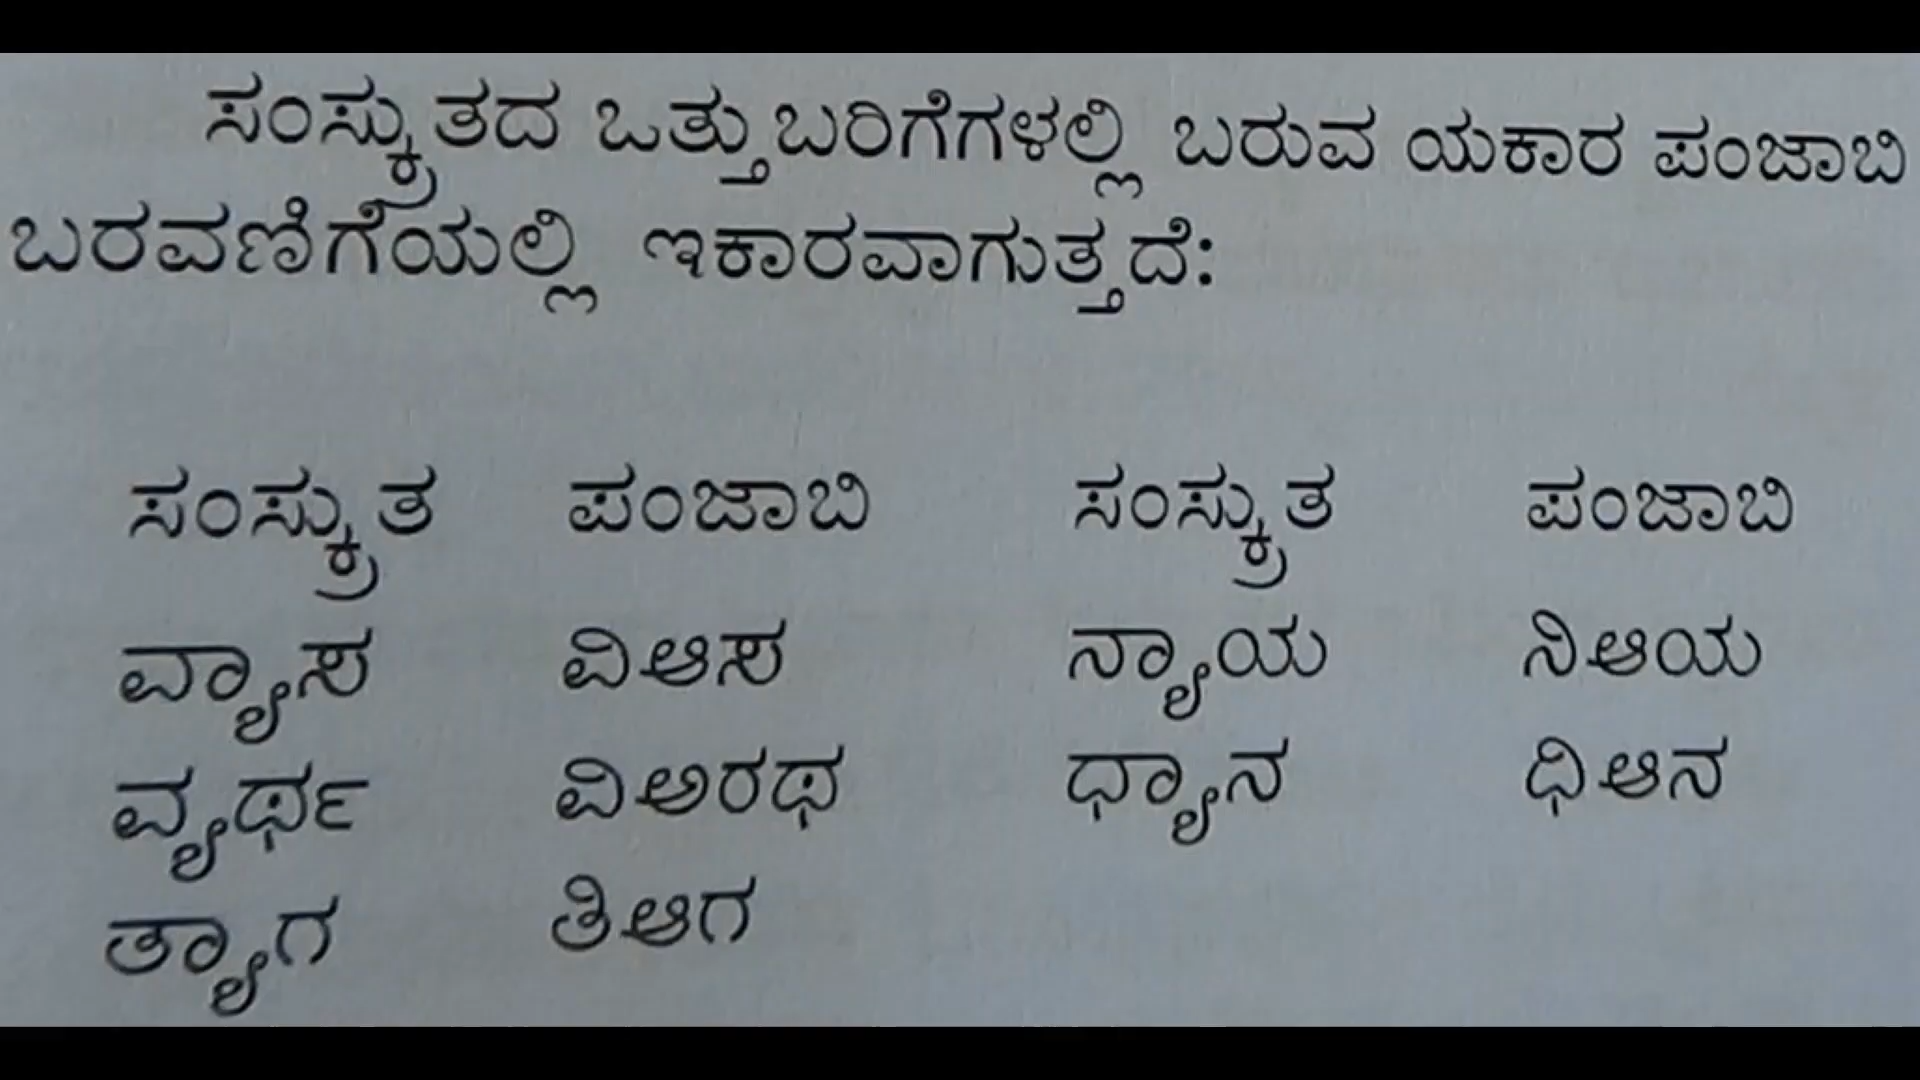 ಸಂಸ್ಕ್ರುತದ ಒತ್ತುಬರಿಗೆಗಳಲ್ಲಿ ಬರುವ ಯಕಾರ ಪಂಜಾಬಿ
ಬರವಣಿಗೆಯಲ್ಲಿ ಇಕಾರವಾಗುತ್ತದೆ:
ಸಂಸ್ಕ್ರುತ ಪಂಜಾಬಿ ಸಂಸ್ಕ್ರುತ ಪಂಜಾಬಿ
ವ್ಯಾಸ ವಿಆಸ ನ್ಯಾಯ ನಿಆಯ
ವ್ಯರ್ಥ ವಿಅರಥ ಧ್ಯಾನ ಧಿಆನ
ತ್ಯಾಗ ತಿಆಗ